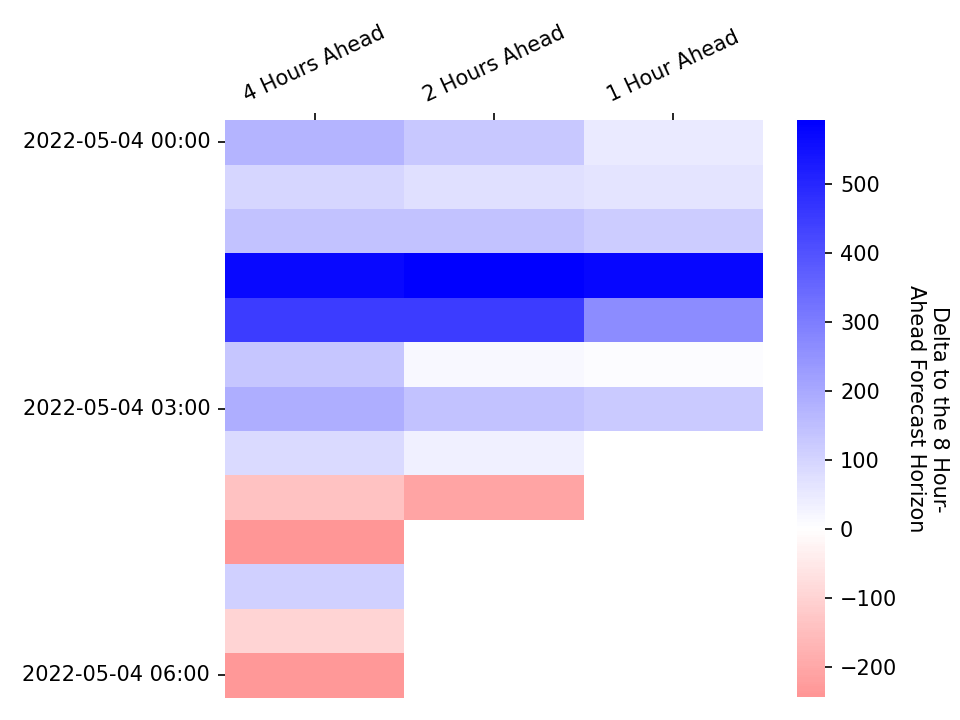 4 Hours Ahead
2 Hours Ahead
1 Hour Ahead
2022-05-04 00:00
2022-05-04 03:00
2022-05-04 06:00
500
400
300
200
100
0
−100
−200
Delta to the 8 Hour-
Ahead Forecast Horizon